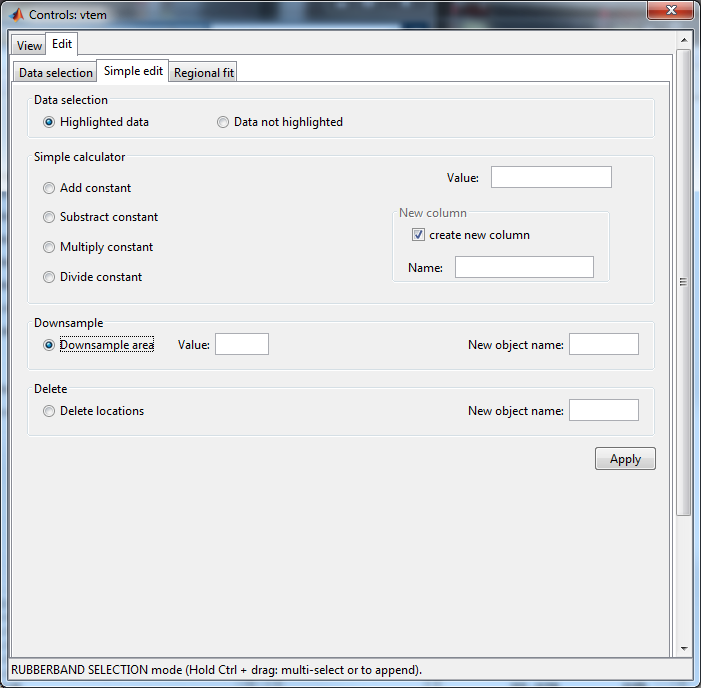 Controls: vtem
View Edit
Data selection Simple edit Regional fit
Data selection
Highlighted data Data not highlighted
Simple calculator
Value:
Add constant
New column
Substract constant
create new column
Multiply constant
Name:
Divide constant
Downsample
Downsample area Value: New object name:
Delete
Delete locations New object name:
Apply
RUBBERBAND SELECTION mode (Hold Ctrl + drag: multi-select or to append).